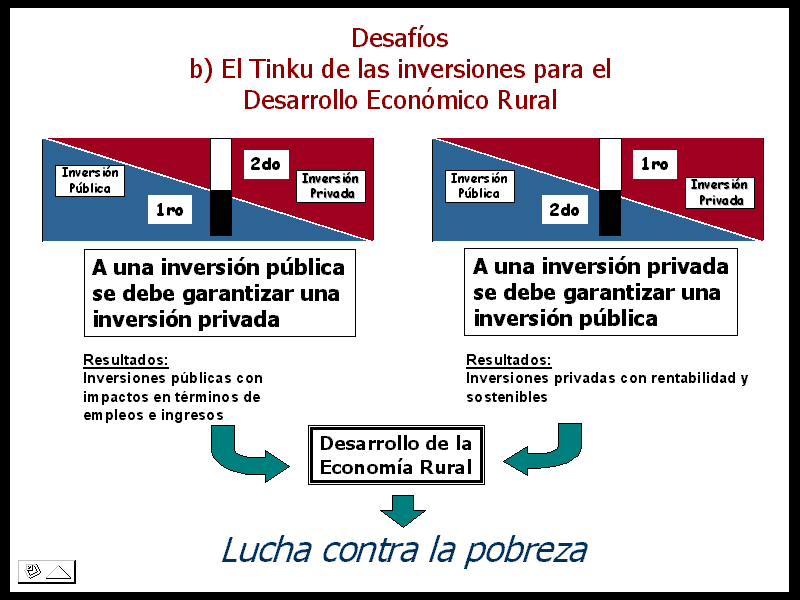 Desafíos
b) El Tinku de las inversiones para el
Desarrollo Económico Rural
Inversión
Pública
1ro
2do
Inversión
Privada
Inversión
Pública
2do
1ro
Inversión
Privada
A una inversión pública
se debe garantizar una
inversión privada
A una inversión privada
se debe garantizar una
inversión pública
Resultados:
Inversiones públicas con
impactos en términos de
empleos e ingresos
Resultados:
Inversiones privadas con rentabilidad y
sostenibles
Desarrollo de la
Economía Rural
Lucha contra la pobreza